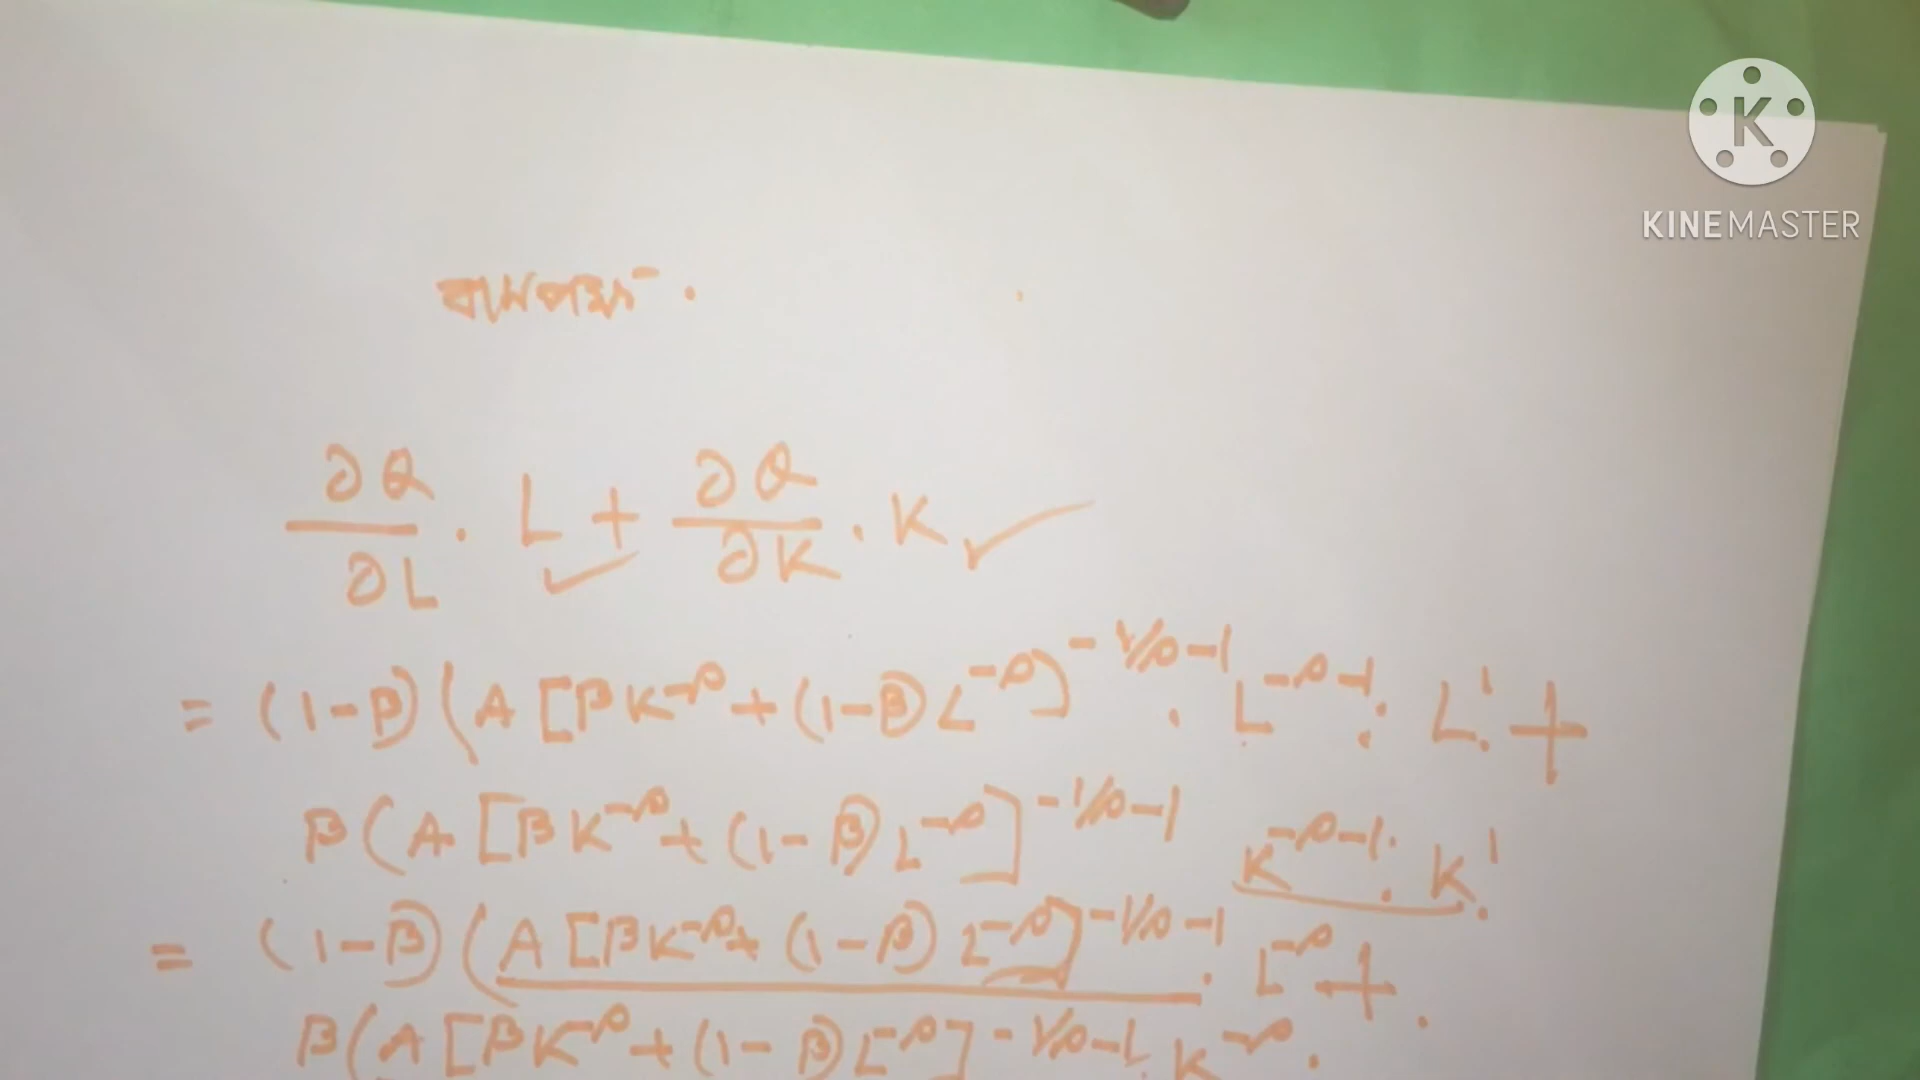 K
KINEMASTER
বামপক্ষ -.
∂Q/∂L · L + ∂Q/∂K · K ✓
= (1-β) (A [βK^-ρ + (1-β) L^-ρ]^-1/ρ-1 · L^-ρ-1 · L^1 +
β (A [βK^-ρ + (1-β) L^-ρ]^-1/ρ-1 K^-ρ-1 · K^1
= (1-β) (A [βK^-ρ + (1-β) L^-ρ]^-1/ρ-1 · L^-ρ +
β (A [βK^-ρ + (1-β) L^-ρ]^-1/ρ-1 · K^-ρ